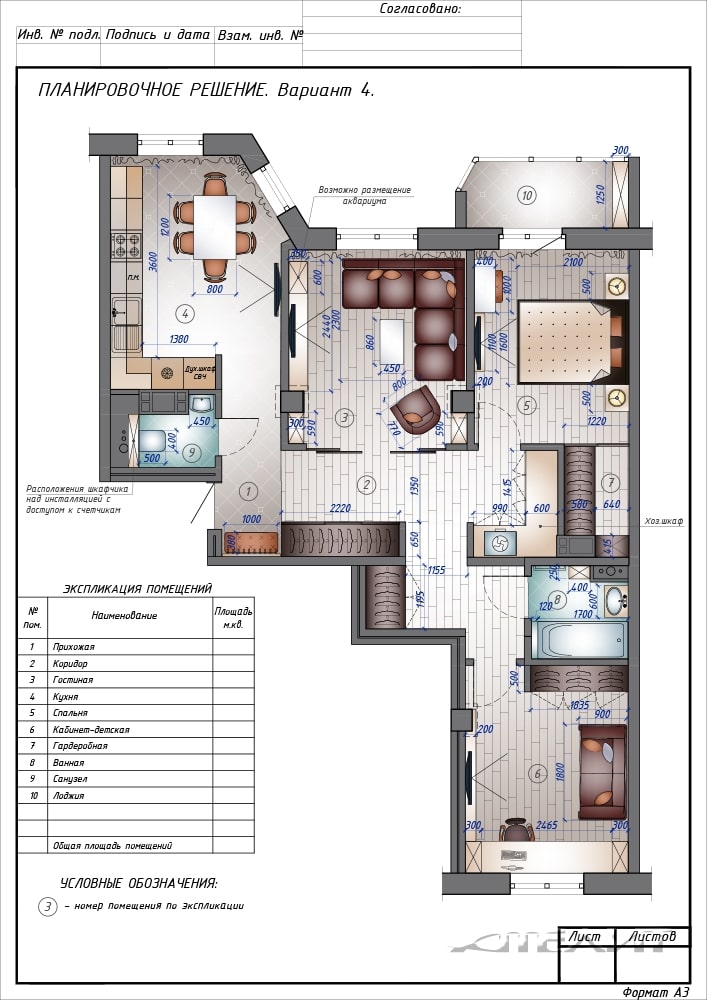 Согласовано:
Инв. № подл. Подпись и дата Взам. инв. №
ПЛАНИРОВОЧНОЕ РЕШЕНИЕ. Вариант 4.
300
10
1250
Возможно размещение
аквариума
1200
3600
800
П.М.
4
1380
Дух.шкаф
СВЧ
350
600
2440
2300
860
450
800
770
3
300
590
590
400
1000
2100
500
1100
1600
200
5
500
1220
450
400
500
9
Расположения шкафчика
над инсталляцией с
доступом к счетчикам
1
1000
380
2
2220
1350
650
1155
1195
1415
990
600
580
640
7
415
Хоз.шкаф
250
8
400
600
120
1700
ЭКСПЛИКАЦИЯ ПОМЕЩЕНИЙ
№ пом. Наименование Площадь м.кв.
1 Прихожая
2 Коридор
3 Гостиная
4 Кухня
5 Спальня
6 Кабинет-детская
7 Гардеробная
8 Ванная
9 Санузел
10 Лоджия
Общая площадь помещений
500
1835
900
200
1800
6
300
2465
300
УСЛОВНЫЕ ОБОЗНАЧЕНИЯ:
3 - номер помещения по экспликации
Лист Листов
Формат А3